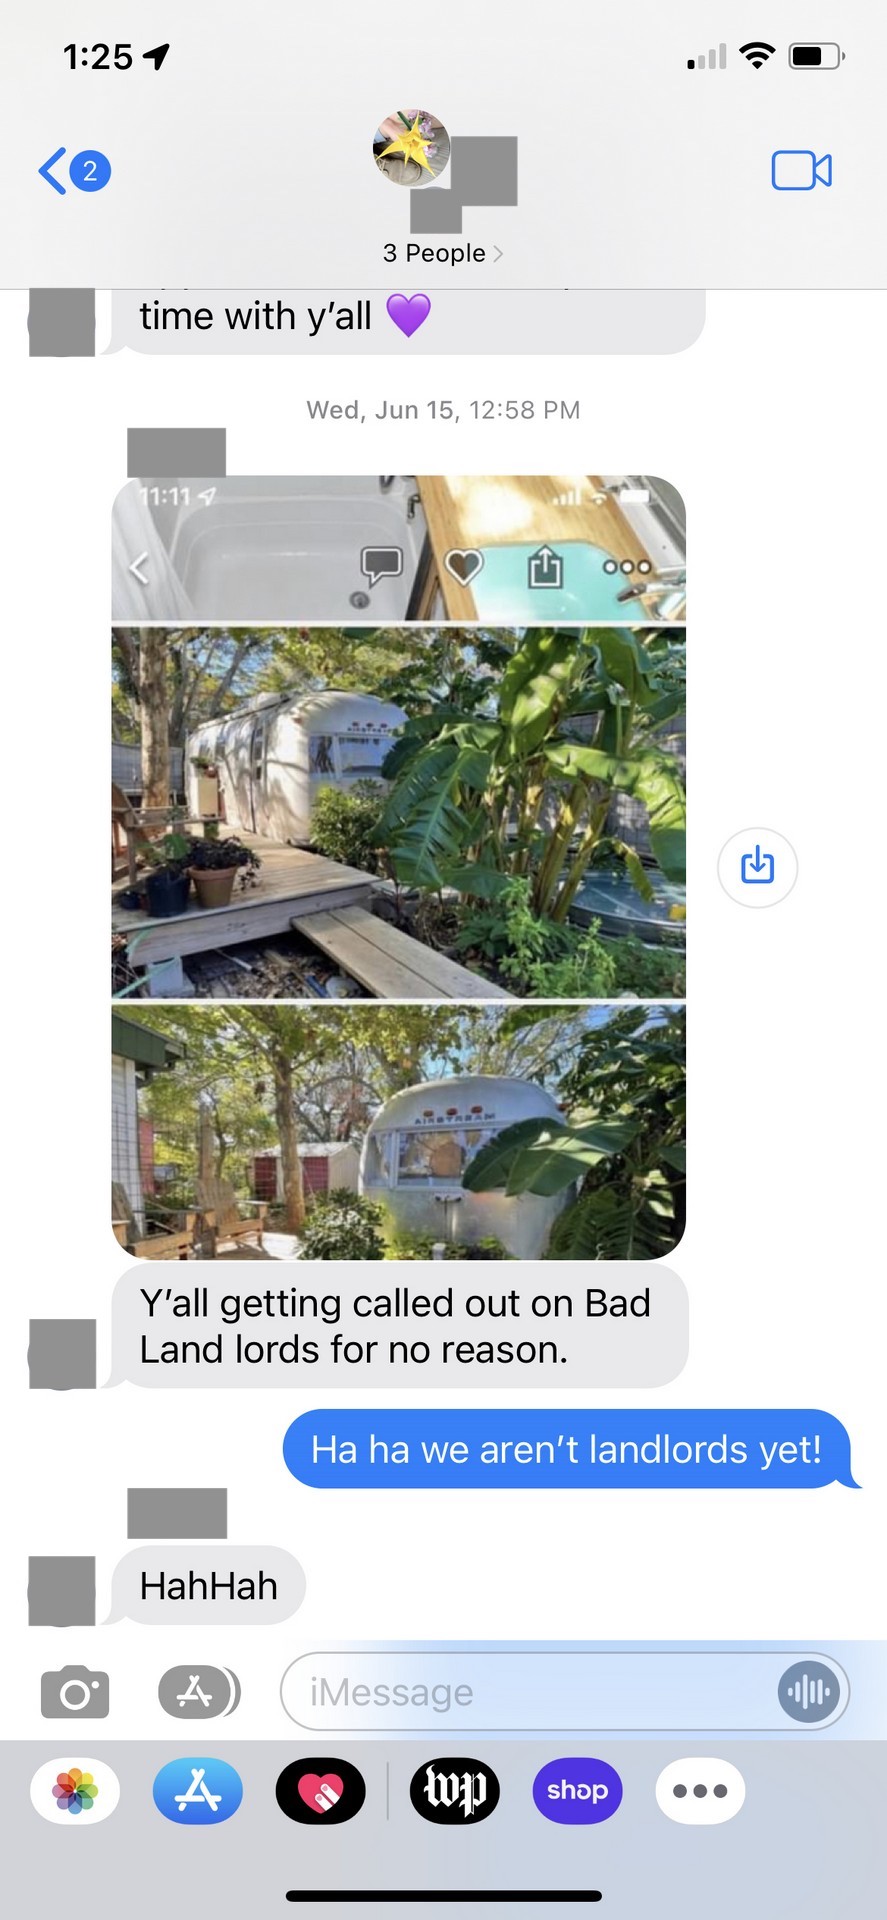 1:25
2
3 People
time with y’all 💜
Wed, Jun 15, 12:58 PM
11:11
AIRSTREAM
AIRSTREAM
Y’all getting called out on Bad
Land lords for no reason.
Ha ha we aren’t landlords yet!
HahHah
iMessage
wp
shop